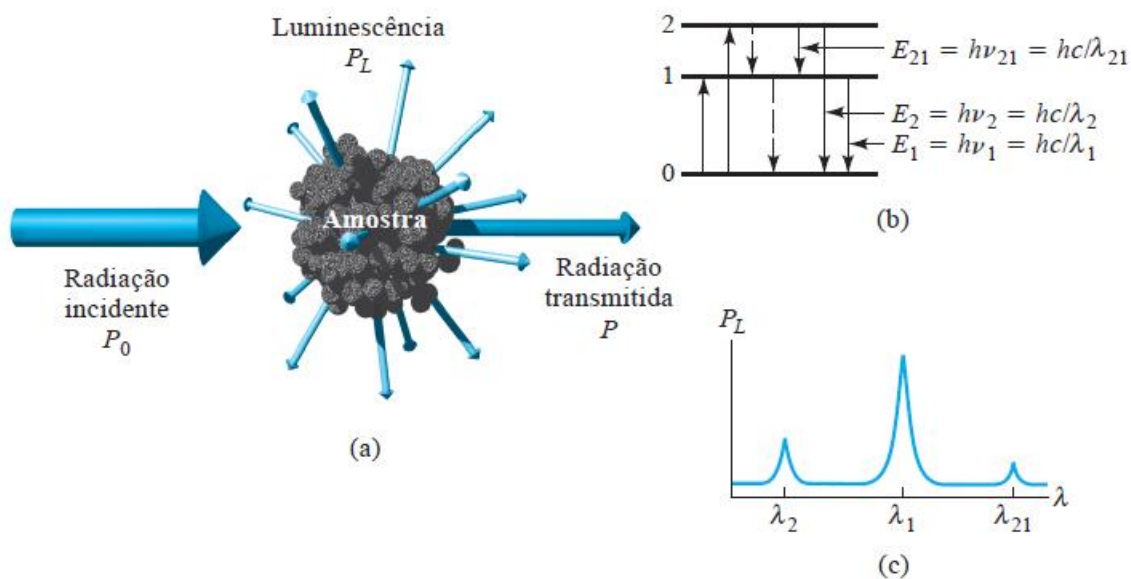 Luminescência
P_L
Amostra
Radiação
incidente
P_0
Radiação
transmitida
P
(a)
2
1
0
E_21 = hν_21 = hc/λ_21
E_2 = hν_2 = hc/λ_2
E_1 = hν_1 = hc/λ_1
(b)
P_L
λ_2
λ_1
λ_21
λ
(c)